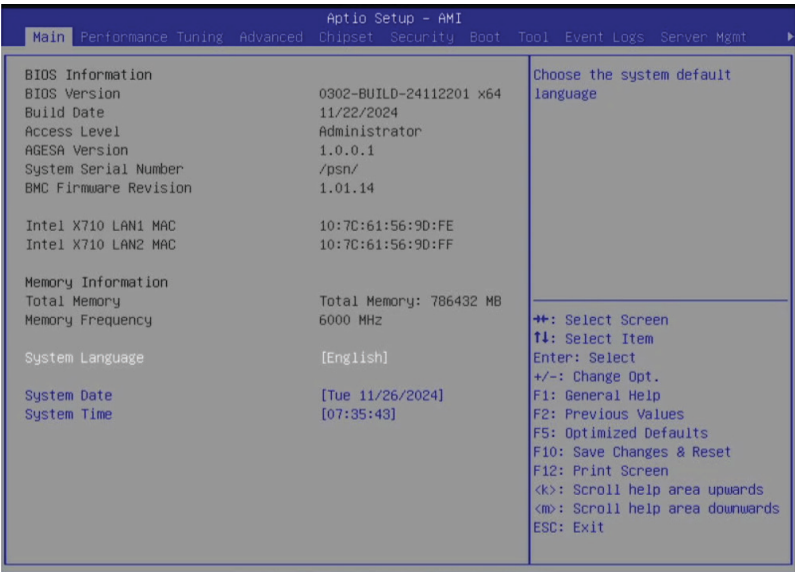 Aptio Setup - AMI
Main Performance Tuning Advanced Chipset Security Boot Tool Event Logs Server Mgmt
BIOS Information
BIOS Version 0302-BUILD-24112201 x64
Build Date 11/22/2024
Access Level Administrator
AGESA Version 1.0.0.1
System Serial Number /psn/
BMC Firmware Revision 1.01.14
Intel X710 LAN1 MAC 10:7C:61:56:9D:FE
Intel X710 LAN2 MAC 10:7C:61:56:9D:FF
Memory Information
Total Memory Total Memory: 786432 MB
Memory Frequency 6000 MHz
System Language [English]
System Date [Tue 11/26/2024]
System Time [07:35:43]
Choose the system default
language
→←: Select Screen
↑↓: Select Item
Enter: Select
+/-: Change Opt.
F1: General Help
F2: Previous Values
F5: Optimized Defaults
F10: Save Changes & Reset
F12: Print Screen
<k>: Scroll help area upwards
<m>: Scroll help area downwards
ESC: Exit